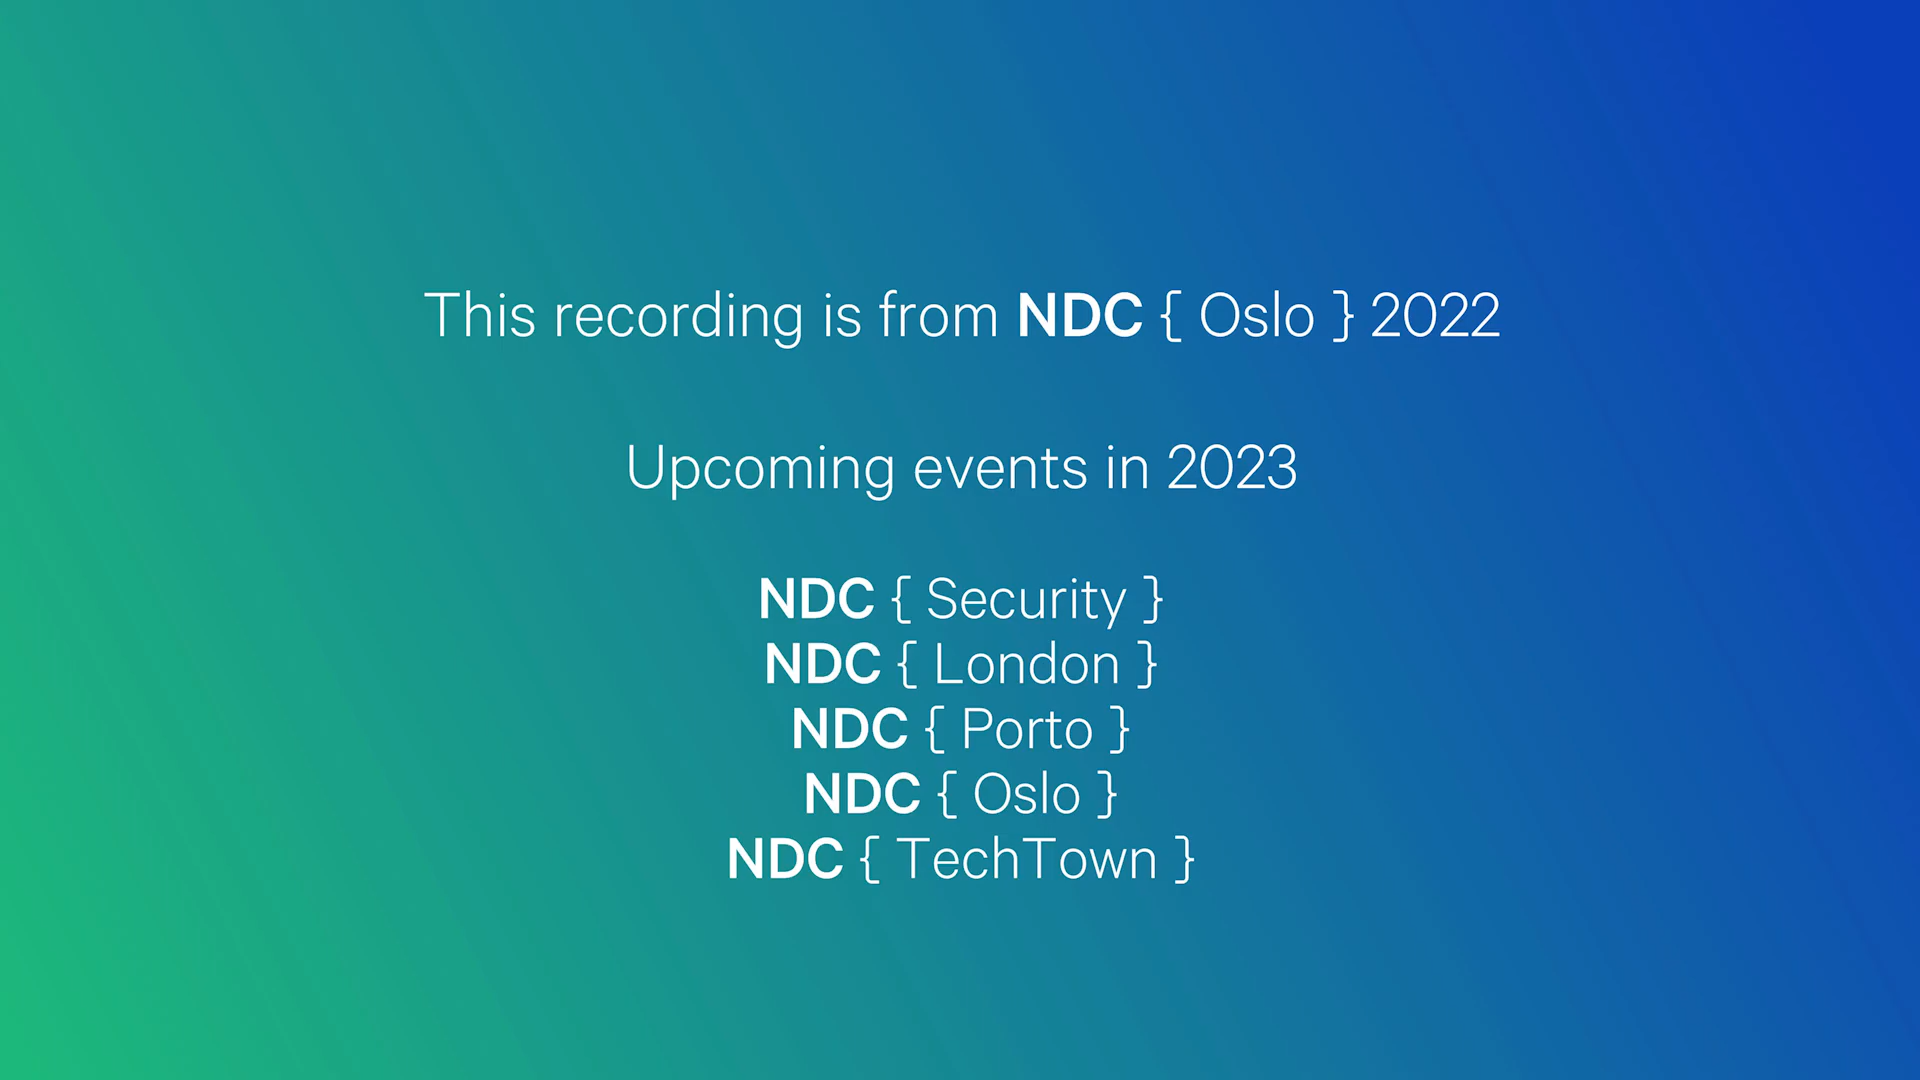 This recording is from NDC { Oslo } 2022
Upcoming events in 2023
NDC { Security }
NDC { London }
NDC { Porto }
NDC { Oslo }
NDC { TechTown }